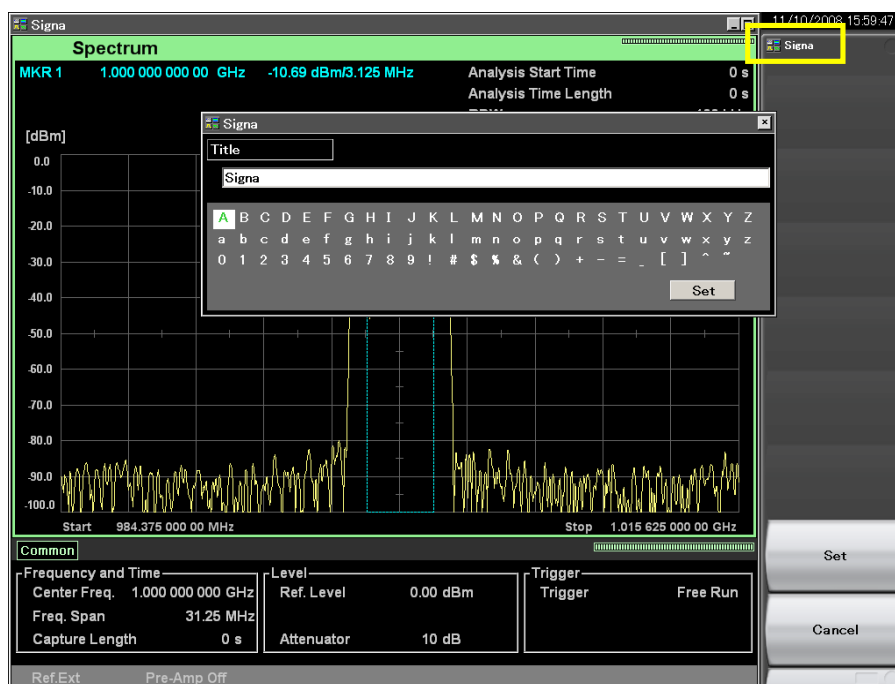 Signa
11/10/2008 15:59:47
Signa
Spectrum
MKR 1 1.000 000 000 00 GHz -10.69 dBm/3.125 MHz
Analysis Start Time 0 s
Analysis Time Length 0 s
[dBm]
0.0
-10.0
-20.0
-30.0
-40.0
-50.0
-60.0
-70.0
-80.0
-90.0
-100.0
Signa
Title
Signa
A B C D E F G H I J K L M N O P Q R S T U V W X Y Z
a b c d e f g h i j k l m n o p q r s t u v w x y z
0 1 2 3 4 5 6 7 8 9 ! # $ % & ( ) + - = _ [ ] ^ ~
Set
Start 984.375 000 00 MHz
Stop 1.015 625 000 00 GHz
Common
Frequency and Time
Center Freq. 1.000 000 000 GHz
Freq. Span 31.25 MHz
Capture Length 0 s
Level
Ref. Level 0.00 dBm
Attenuator 10 dB
Trigger
Trigger Free Run
Ref.Ext Pre-Amp Off
Set
Cancel